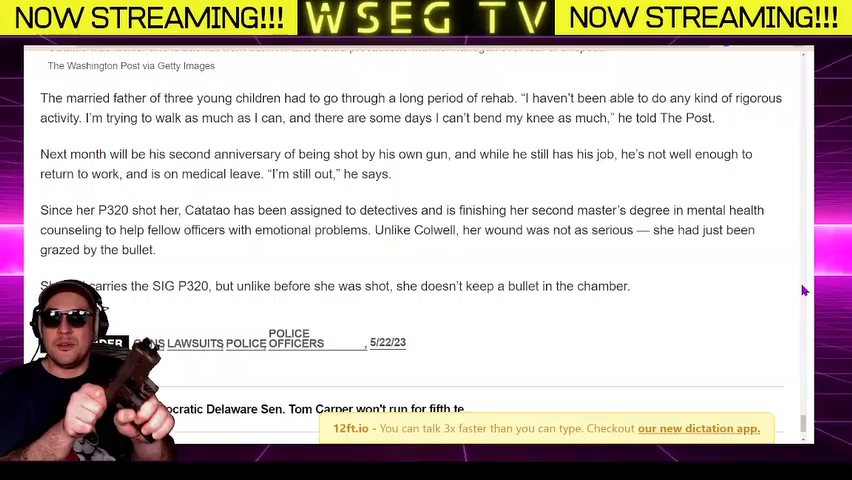 NOW STREAMING!!! WSEG TV NOW STREAMING!!!
The Washington Post via Getty Images
The married father of three young children had to go through a long period of rehab. “I haven’t been able to do any kind of rigorous
activity. I’m trying to walk as much as I can, and there are some days I can’t bend my knee as much,” he told The Post.
Next month will be his second anniversary of being shot by his own gun, and while he still has his job, he’s not well enough to
return to work, and is on medical leave. “I’m still out,” he says.
Since her P320 shot her, Catatao has been assigned to detectives and is finishing her second master’s degree in mental health
counseling to help fellow officers with emotional problems. Unlike Colwell, her wound was not as serious — she had just been
grazed by the bullet.
carries the SIG P320, but unlike before she was shot, she doesn’t keep a bullet in the chamber.
LAWSUITS POLICE POLICE OFFICERS , 5/22/23
Delaware Sen. Tom Carper won't run for fifth te
12ft.io - You can talk 3x faster than you can type. Checkout our new dictation app.